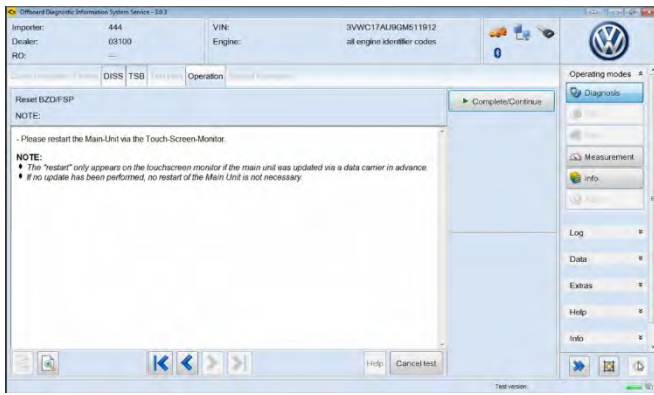 Offboard Diagnostic Information System Service - 3.0.3
Importer: 444 VIN: 3VWC17AU9GM511912
Dealer: 03100 Engine: all engine identifier codes
RO: ---
0
DISS TSB Operation
Operating modes
Reset BZD/FSP
Complete/Continue
Diagnosis
NOTE:
- Please restart the Main-Unit via the Touch-Screen-Monitor.
NOTE:
The "restart" only appears on the touchscreen monitor if the main unit was updated via a data carrier in advance.
If no update has been performed, no restart of the Main Unit is not necessary.
Measurement
Info
Log
Data
Extras
Help
Info
Help Cancel test
Test version